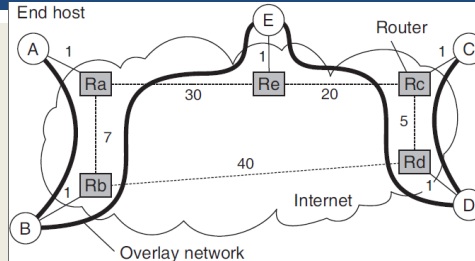 End host
E
Router
A
1
1
1
C
Ra
Re
Rc
30
20
7
5
40
Rd
Rb
1
Internet
1
D
B
Overlay network